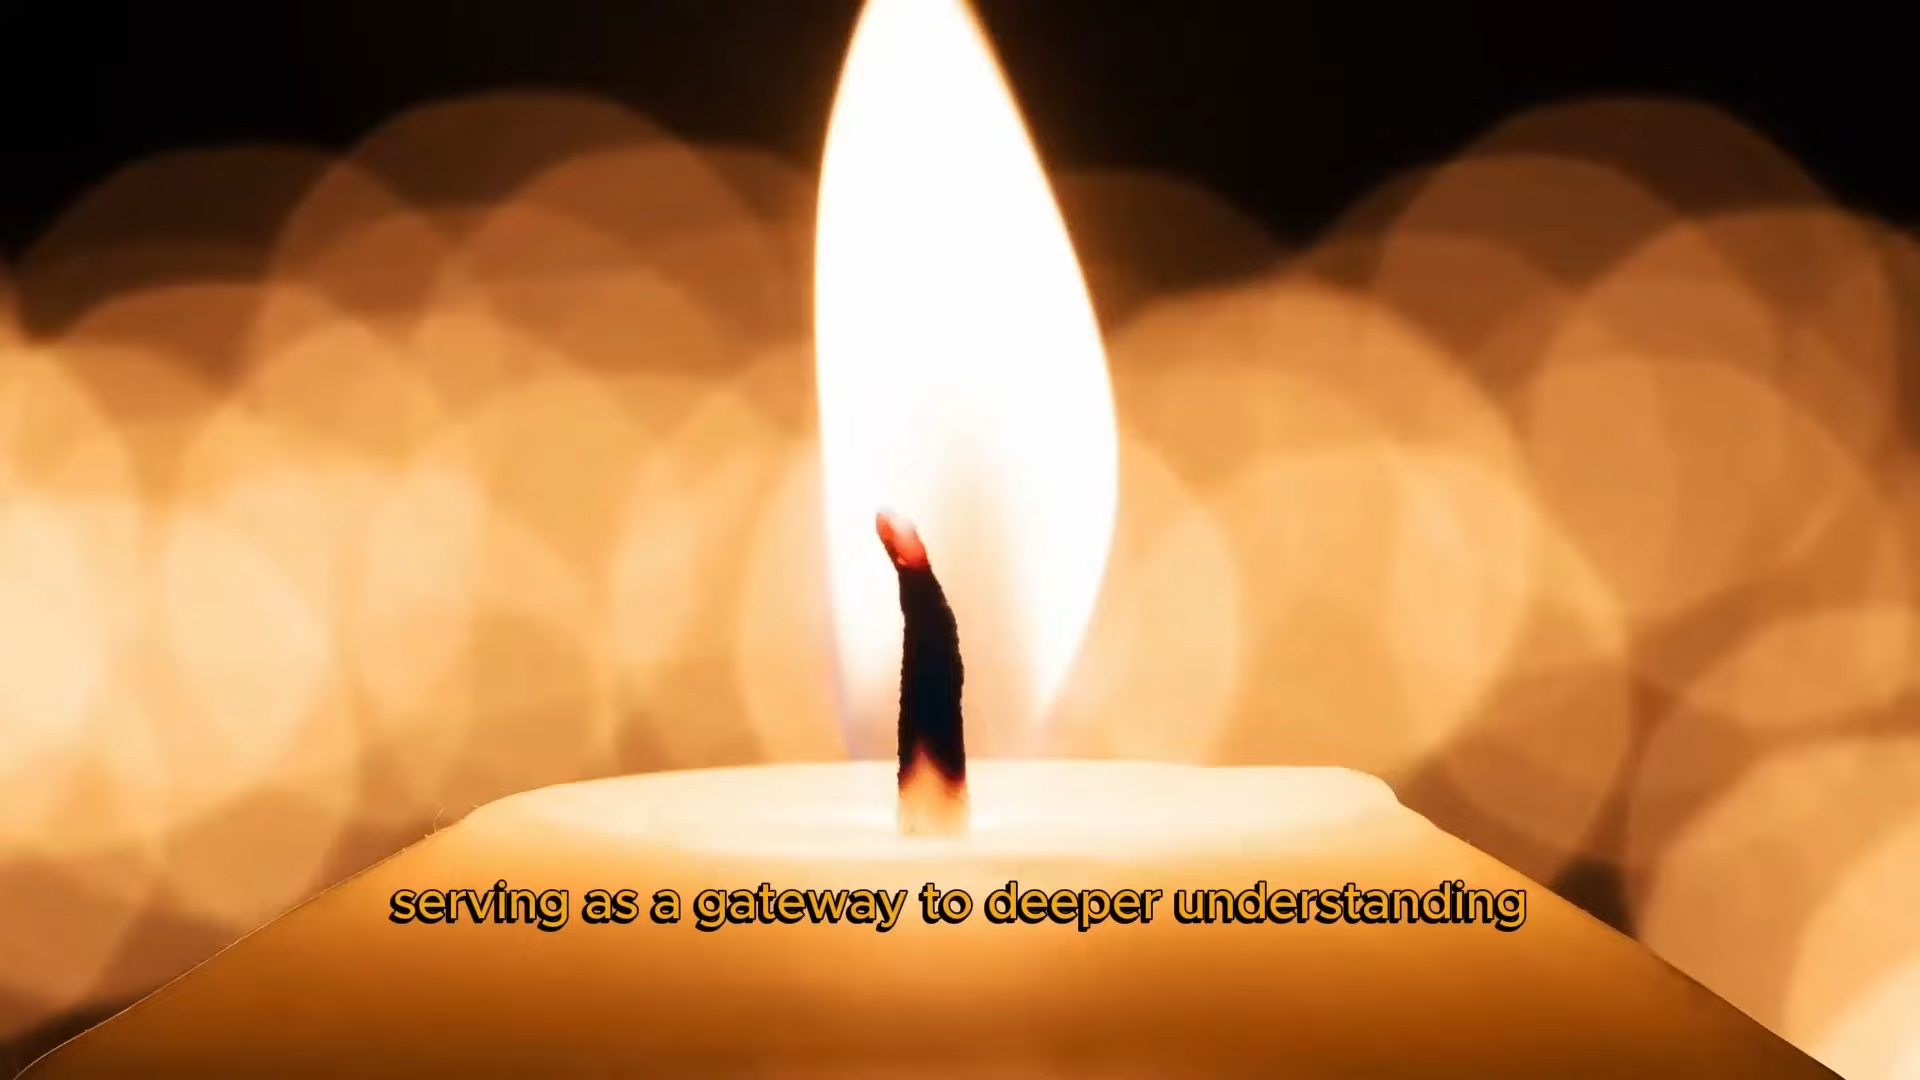 serving as a gateway to deeper understanding